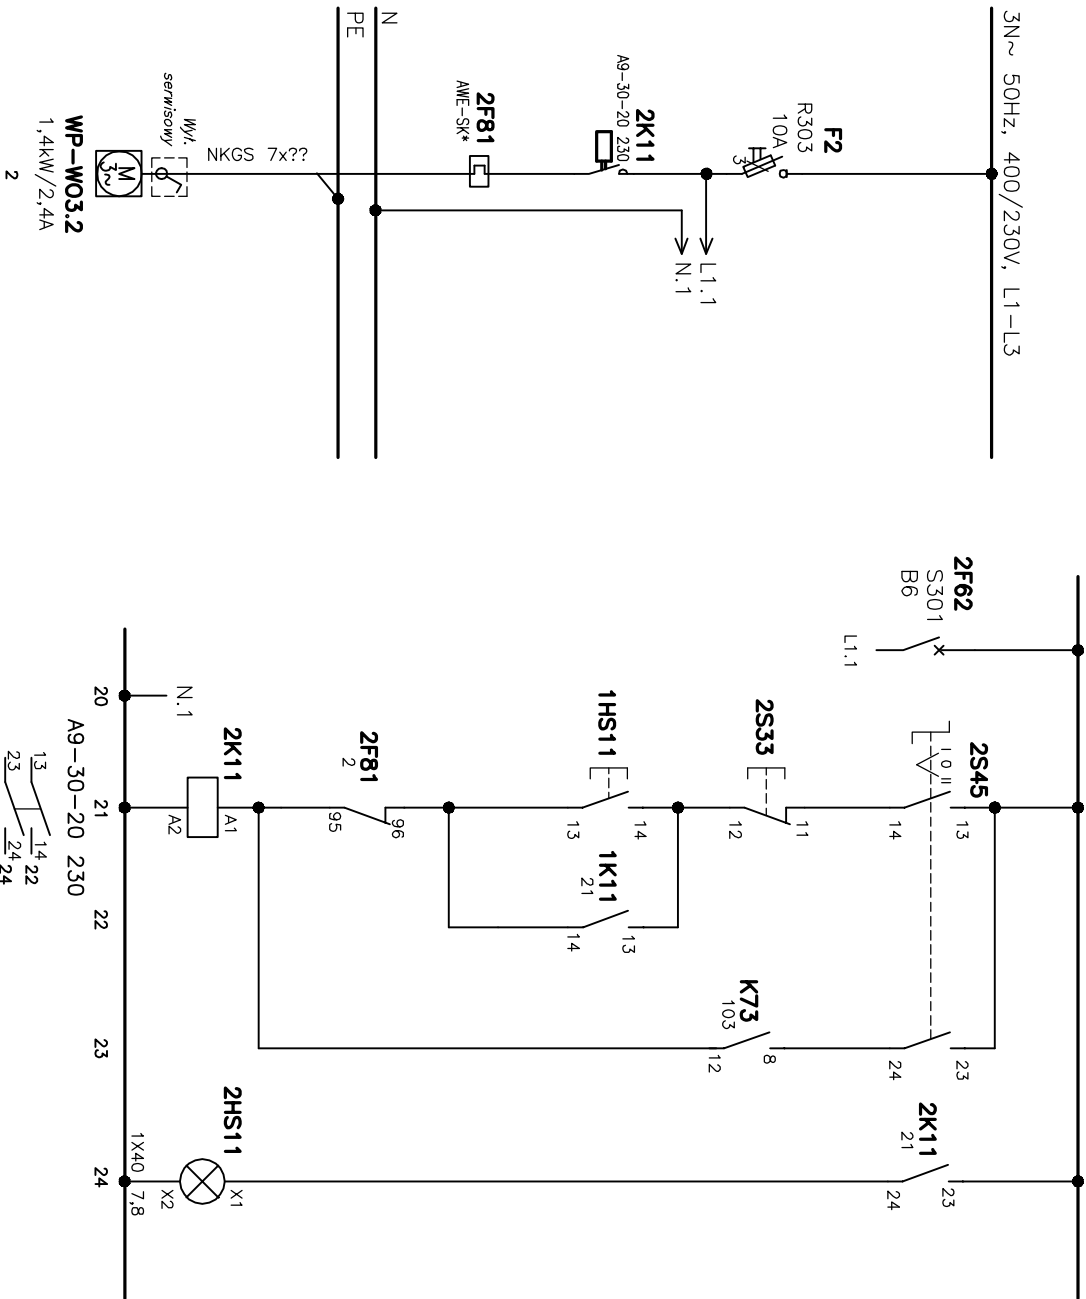 3N~ 50Hz, 400/230V, L1-L3
F2
R303
10A
3
L1.1
N.1
2K11
A9-30-20 230
2F81
AWE-SK*
N
PE
NKGS 7x??
Wył.
serwisowy
M
3~
WP-W03.2
1,4kW/2,4A
2
2F62
S301
B6
L1.1
2S45
I 0 II
13
14
23
24
2K11
21
23
24
2S33
11
12
K73
103
8
12
1HS11
14
13
1K11
21
13
14
2F81
2
96
95
2K11
A1
A2
2HS11
X1
X2
N.1
1X40
7,8
20
21
22
23
24
A9-30-20 230
13
14
22
23
24
24